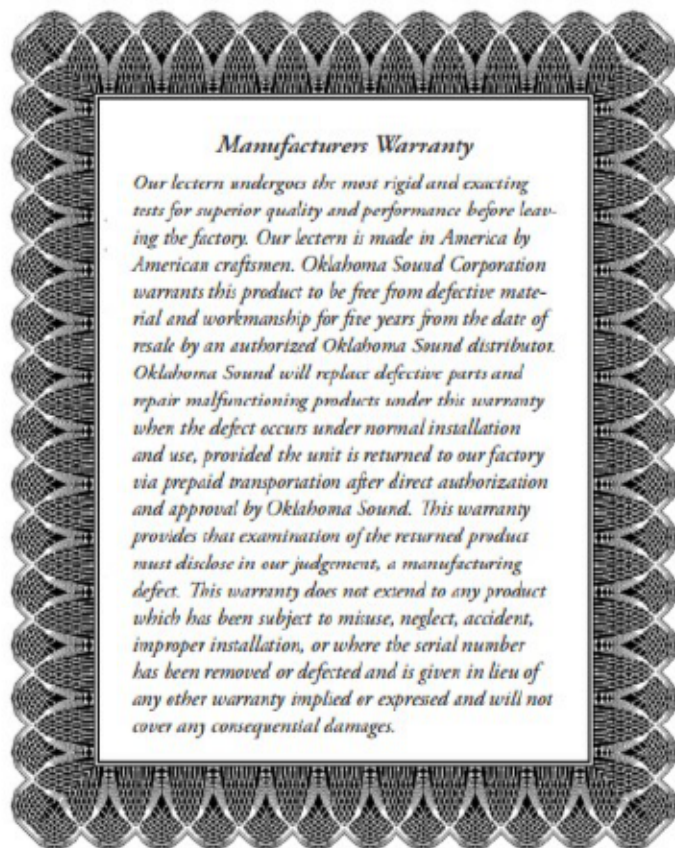 Manufacturers Warranty
Our lectern undergoes the most rigid and exacting
tests for superior quality and performance before leav-
ing the factory. Our lectern is made in America by
American craftsmen. Oklahoma Sound Corporation
warrants this product to be free from defective mate-
rial and workmanship for five years from the date of
resale by an authorized Oklahoma Sound distributor.
Oklahoma Sound will replace defective parts and
repair malfunctioning products under this warranty
when the defect occurs under normal installation
and use, provided the unit is returned to our factory
via prepaid transportation after direct authorization
and approval by Oklahoma Sound. This warranty
provides that examination of the returned product
must disclose in our judgement, a manufacturing
defect. This warranty does not extend to any product
which has been subject to misuse, neglect, accident,
improper installation, or where the serial number
has been removed or defected and is given in lieu of
any other warranty implied or expressed and will not
cover any consequential damages.